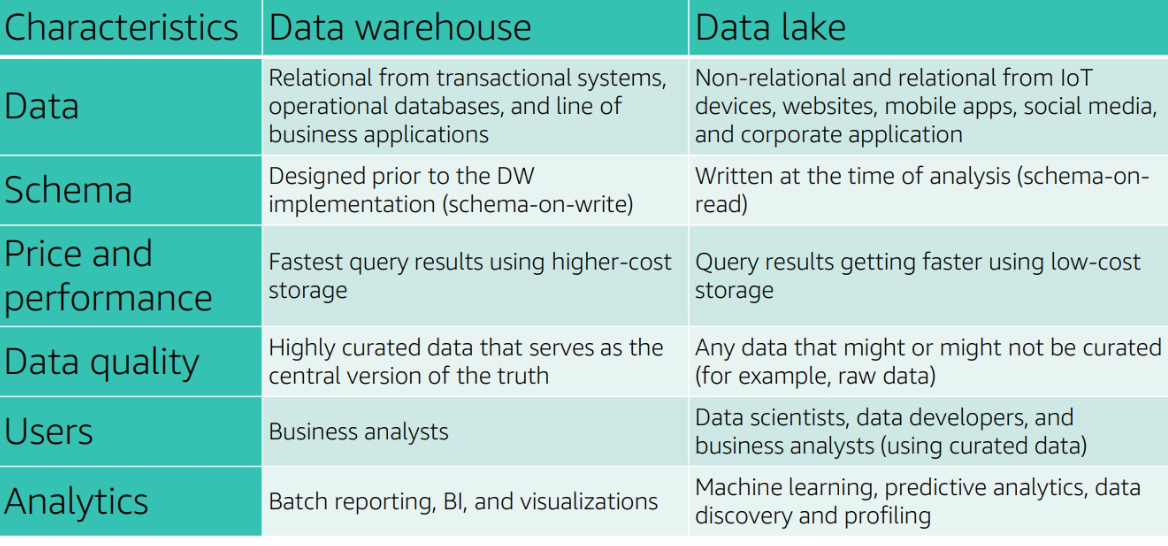 Characteristics
Data warehouse
Data lake
Data
Relational from transactional systems,
operational databases, and line of
business applications
Non-relational and relational from IoT
devices, websites, mobile apps, social media,
and corporate application
Schema
Designed prior to the DW
implementation (schema-on-write)
Written at the time of analysis (schema-on-
read)
Price and
performance
Fastest query results using higher-cost
storage
Query results getting faster using low-cost
storage
Data quality
Highly curated data that serves as the
central version of the truth
Any data that might or might not be curated
(for example, raw data)
Users
Business analysts
Data scientists, data developers, and
business analysts (using curated data)
Analytics
Batch reporting, BI, and visualizations
Machine learning, predictive analytics, data
discovery and profiling